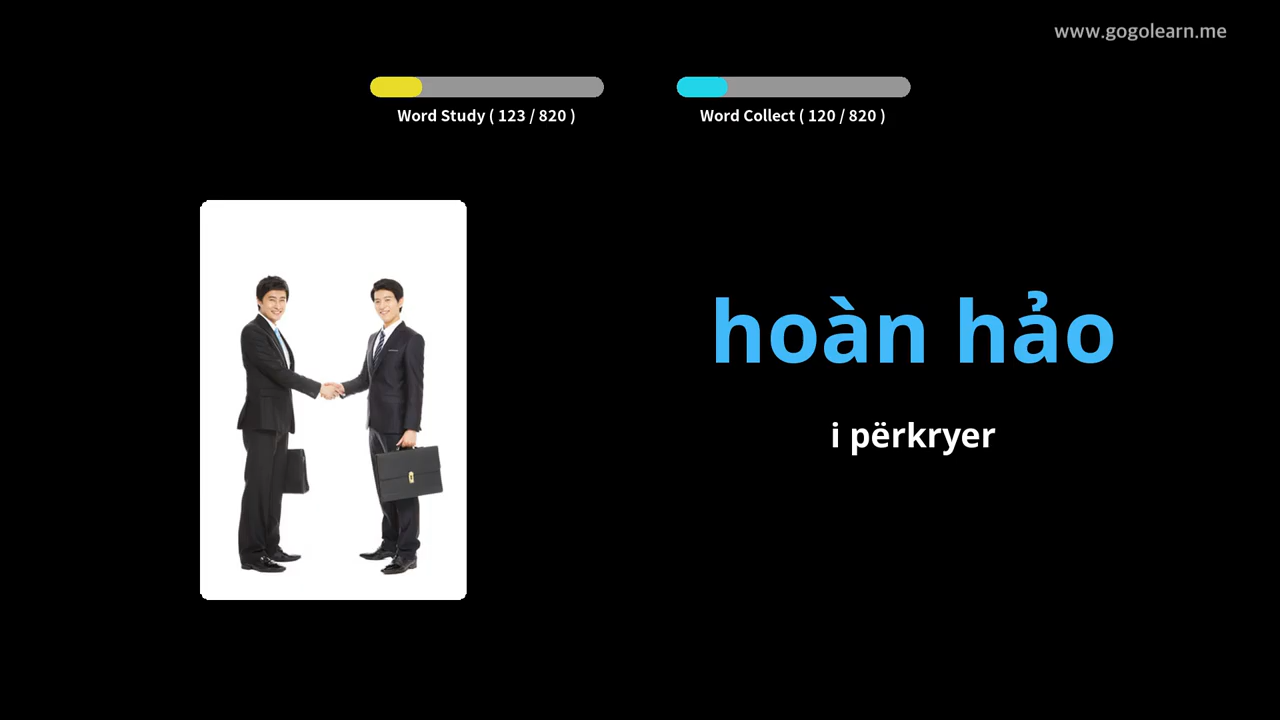 www.gogolearn.me
Word Study ( 123 / 820 )
Word Collect ( 120 / 820 )
hoàn hảo
i përkryer